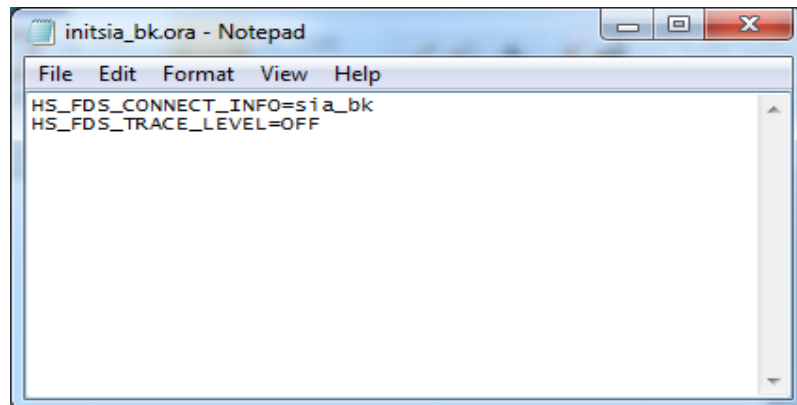 initsia_bk.ora - Notepad
File Edit Format View Help
HS_FDS_CONNECT_INFO=sia_bk
HS_FDS_TRACE_LEVEL=OFF